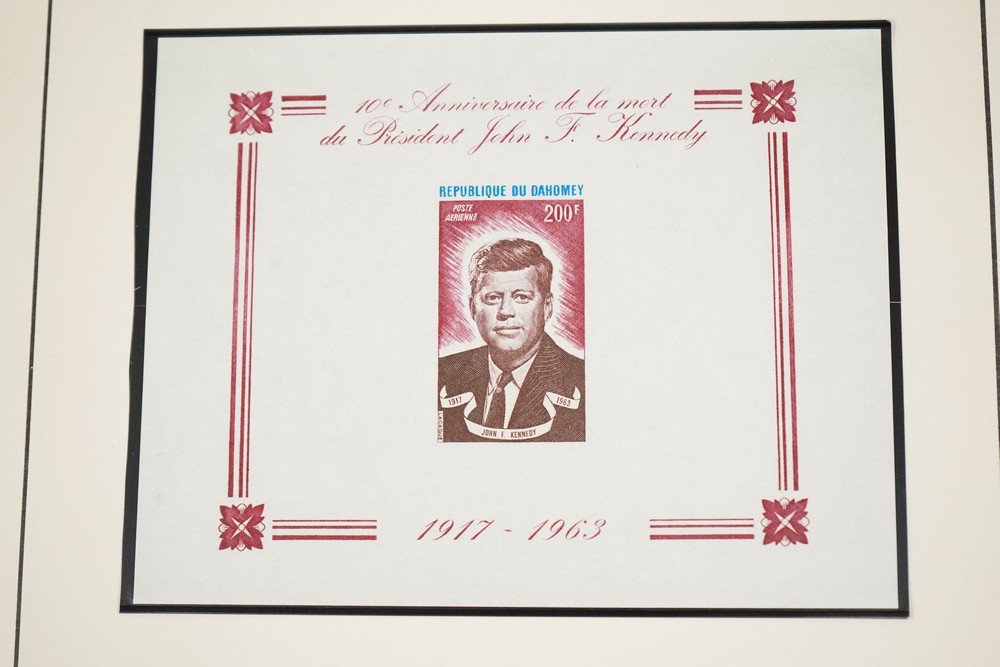 10e Anniversaire de la mort
du Président John F. Kennedy
REPUBLIQUE DU DAHOMEY
POSTE
AERIENNE
200F
1917
1963
JOHN F. KENNEDY
LACAQUE
1917 - 1963